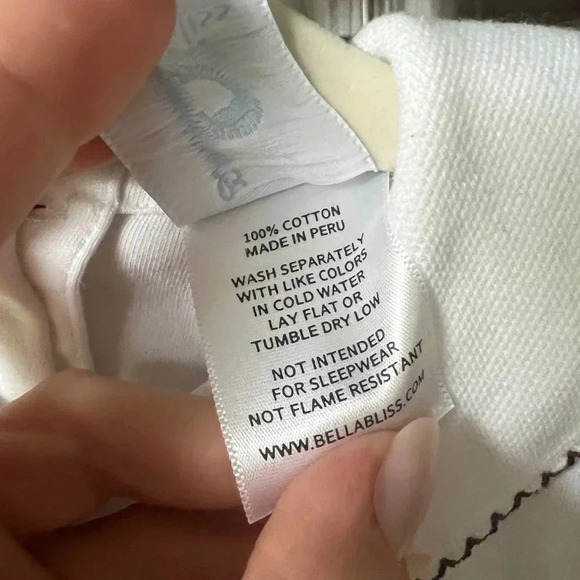 100% COTTON
MADE IN PERU
WASH SEPARATELY
WITH LIKE COLORS
IN COLD WATER
LAY FLAT OR
TUMBLE DRY LOW
NOT INTENDED
FOR SLEEPWEAR
NOT FLAME RESISTANT
WWW.BELLABLISS.COM